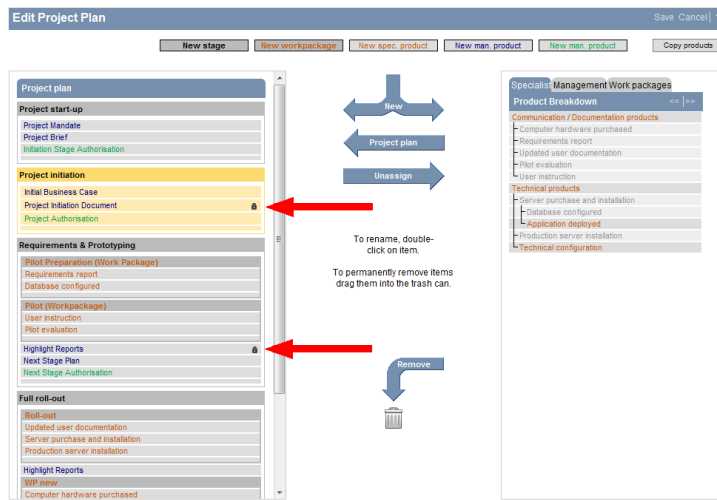 Edit Project Plan
Save Cancel|
New stage
New workpackage
New spec. product
New man. product
New man. product
Copy products
Project plan
Project start-up
Project Mandate
Project Brief
Initiation Stage Authorisation
Project initiation
Initial Business Case
Project Initiation Document
Project Authorisation
Requirements & Prototyping
Pilot Preparation (Work Package)
Requirements report
Database configured
Pilot (Workpackage)
User instruction
Pilot evaluation
Highlight Reports
Next Stage Plan
Next Stage Authorisation
Full roll-out
Roll-out
Updated user documentation
Server purchase and installation
Production server installation
Highlight Reports
WP new
Computer hardware purchased
New
Project plan
Unassign
To rename, double-
click on item.
To permanently remove items
drag them into the trash can.
Remove
Specialist Management Work packages
Product Breakdown << |>>
Communication / Documentation products
Computer hardware purchased
Requirements report
Updated user documentation
Pilot evaluation
User instruction
Technical products
Server purchase and installation
Database configured
Application deployed
Production server installation
Technical configuration